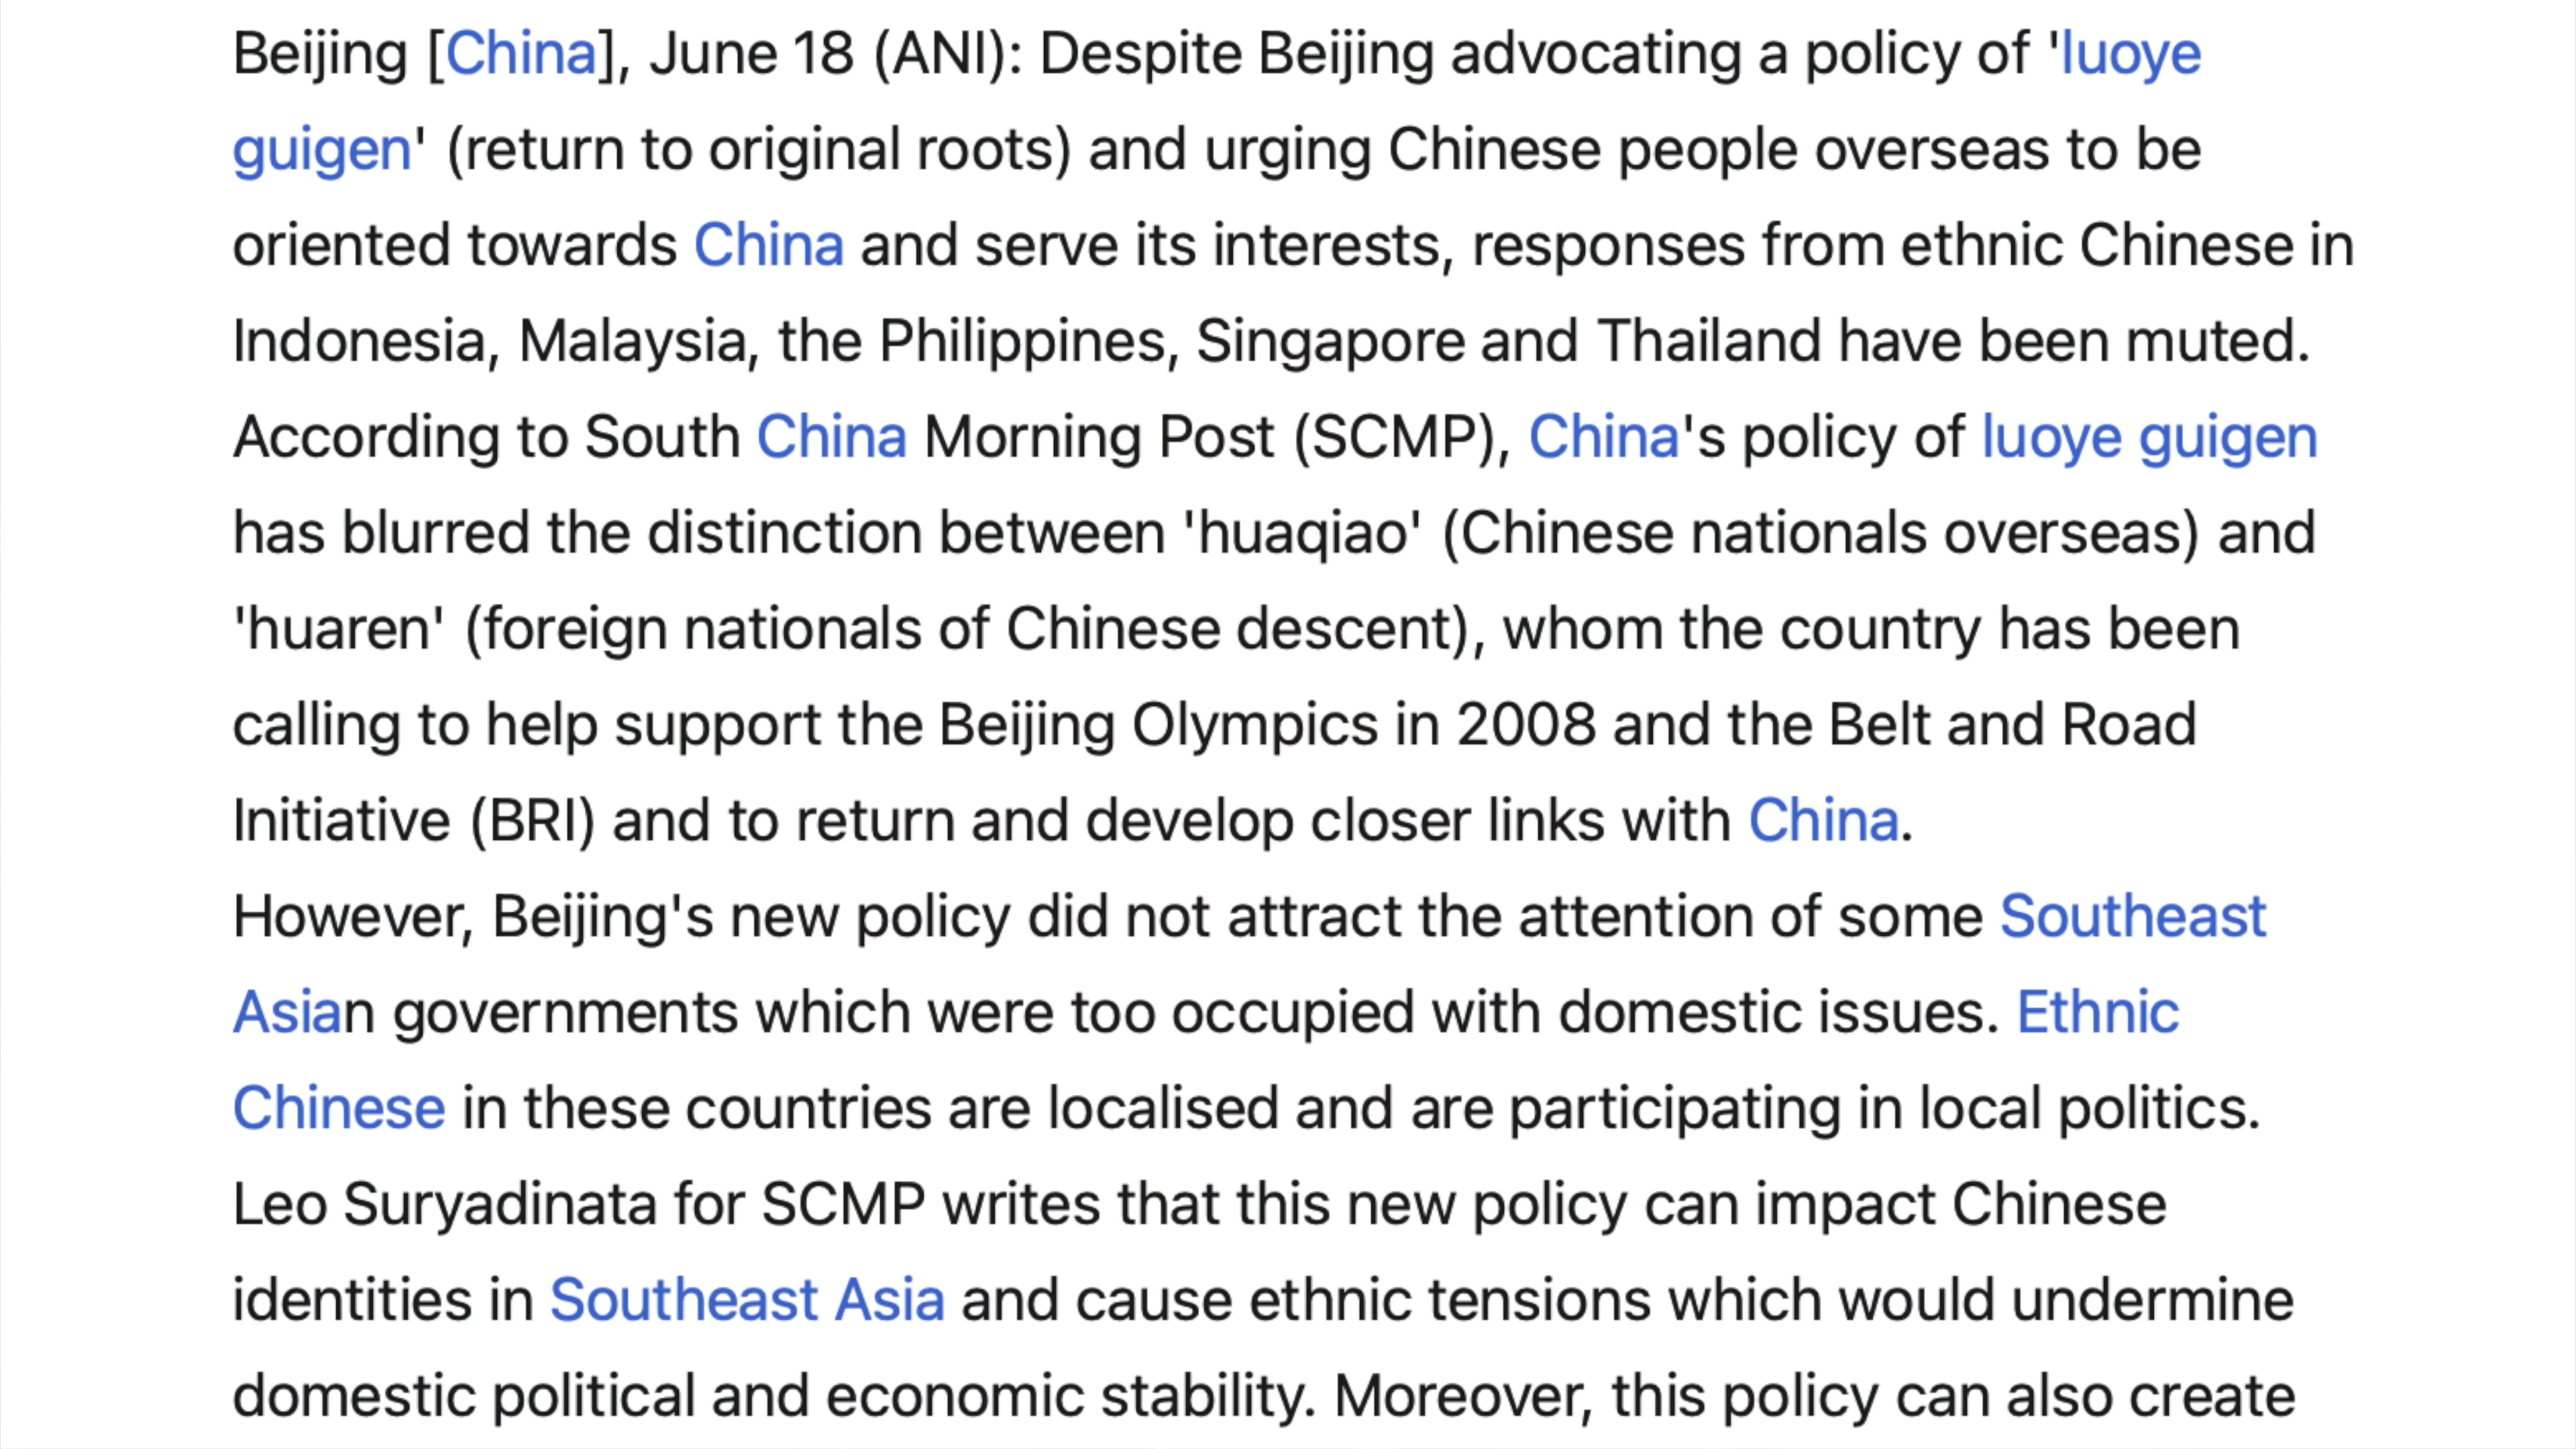 Beijing [China], June 18 (ANI): Despite Beijing advocating a policy of 'luoye
guigen' (return to original roots) and urging Chinese people overseas to be
oriented towards China and serve its interests, responses from ethnic Chinese in
Indonesia, Malaysia, the Philippines, Singapore and Thailand have been muted.
According to South China Morning Post (SCMP), China's policy of luoye guigen
has blurred the distinction between 'huaqiao' (Chinese nationals overseas) and
'huaren' (foreign nationals of Chinese descent), whom the country has been
calling to help support the Beijing Olympics in 2008 and the Belt and Road
Initiative (BRI) and to return and develop closer links with China.
However, Beijing's new policy did not attract the attention of some Southeast
Asian governments which were too occupied with domestic issues. Ethnic
Chinese in these countries are localised and are participating in local politics.
Leo Suryadinata for SCMP writes that this new policy can impact Chinese
identities in Southeast Asia and cause ethnic tensions which would undermine
domestic political and economic stability. Moreover, this policy can also create